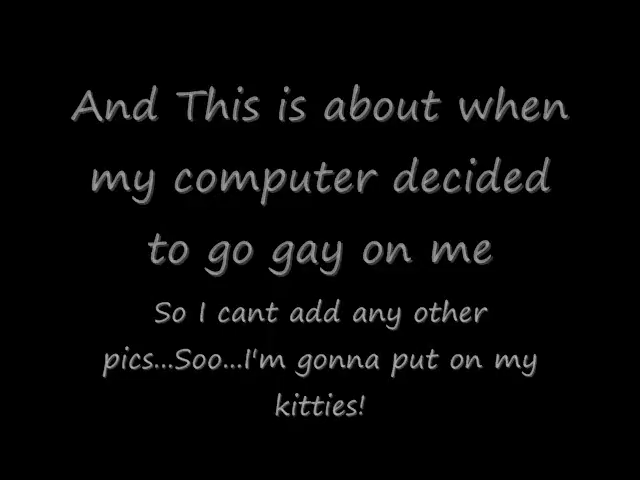 And This is about when
my computer decided
to go gay on me
So I cant add any other
pics...Soo...I'm gonna put on my
kitties!